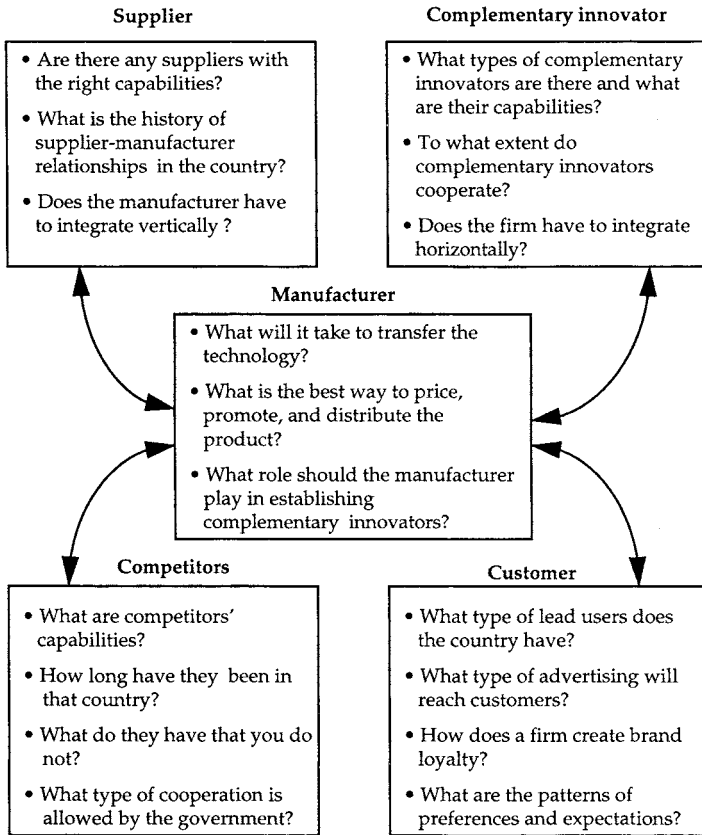 Supplier
• Are there any suppliers with
the right capabilities?
• What is the history of
supplier-manufacturer
relationships in the country?
• Does the manufacturer have
to integrate vertically ?
Complementary innovator
• What types of complementary
innovators are there and what
are their capabilities?
• To what extent do
complementary innovators
cooperate?
• Does the firm have to integrate
horizontally?
Manufacturer
• What will it take to transfer the
technology?
• What is the best way to price,
promote, and distribute the
product?
• What role should the manufacturer
play in establishing
complementary innovators?
Competitors
• What are competitors'
capabilities?
• How long have they been in
that country?
• What do they have that you do
not?
• What type of cooperation is
allowed by the government?
Customer
• What type of lead users does
the country have?
• What type of advertising will
reach customers?
• How does a firm create brand
loyalty?
• What are the patterns of
preferences and expectations?